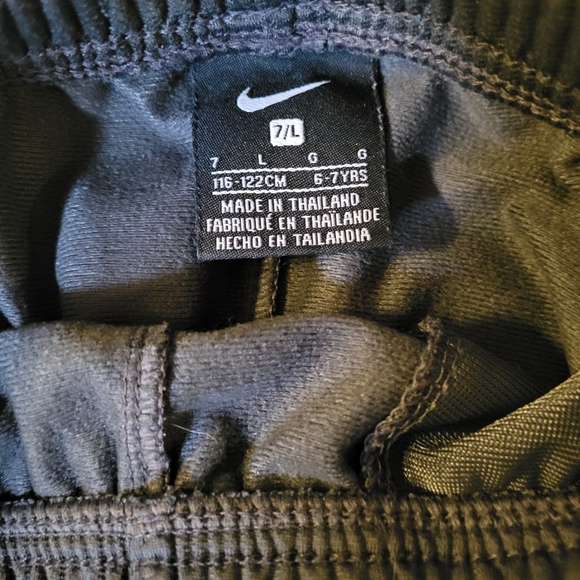 7/L
7 L G G
116-122CM 6-7YRS
MADE IN THAILAND
FABRIQUÉ EN THAÏLANDE
HECHO EN TAILANDIA